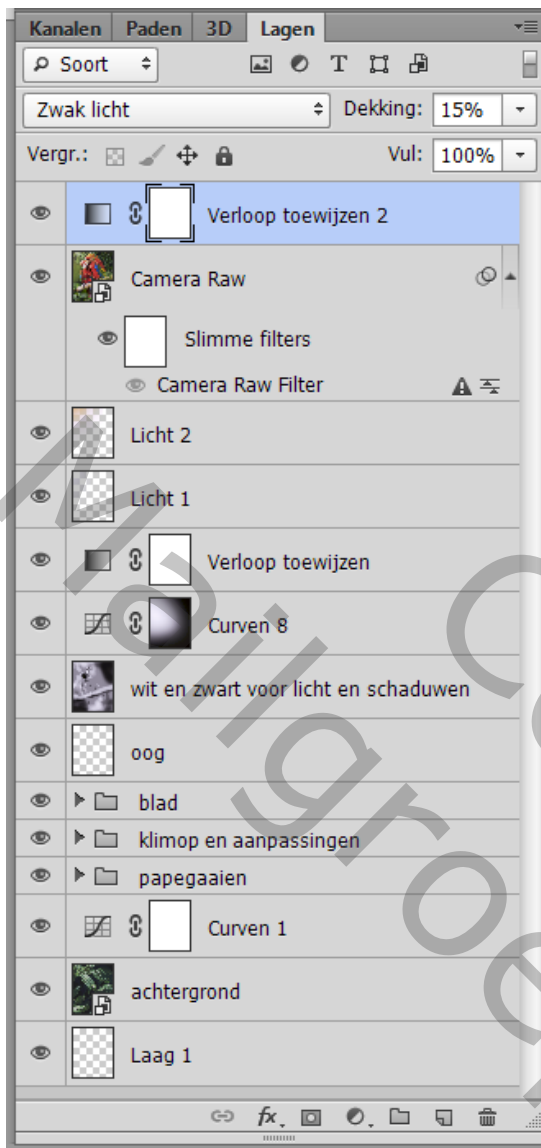 Kanalen Paden 3D Lagen
Soort
Zwak licht Dekking: 15%
Vergr.: Vul: 100%
Verloop toewijzen 2
Camera Raw
Slimme filters
Camera Raw Filter
Licht 2
Licht 1
Verloop toewijzen
Curven 8
wit en zwart voor licht en schaduwen
oog
blad
klimop en aanpassingen
papegaaien
Curven 1
achtergrond
Laag 1
fx